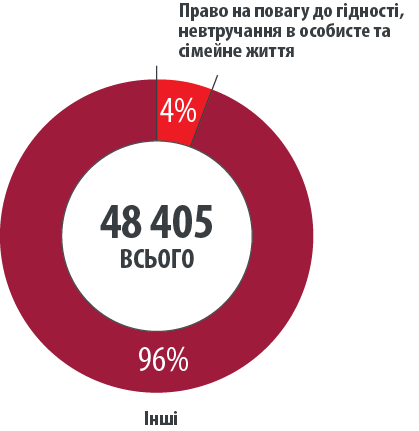 Право на повагу до гідності,
невтручання в особисте та
сімейне життя
4%
48 405
ВСЬОГО
96%
Інші